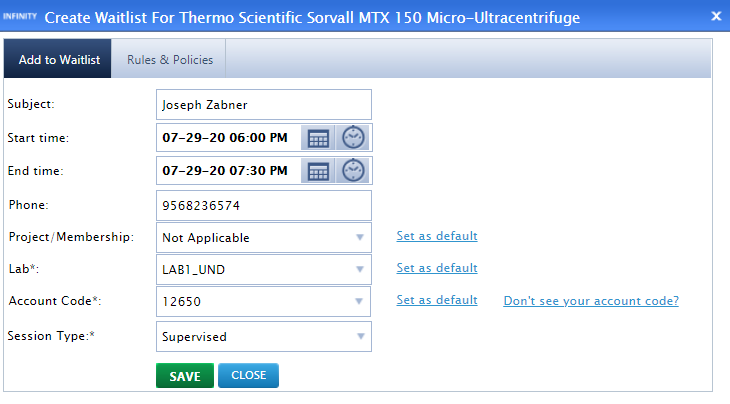 INFINITY Create Waitlist For Thermo Scientific Sorvall MTX 150 Micro-Ultracentrifuge x
Add to Waitlist Rules & Policies
Subject: Joseph Zabner
Start time: 07-29-20 06:00 PM
End time: 07-29-20 07:30 PM
Phone: 9568236574
Project/Membership: Not Applicable Set as default
Lab*: LAB1_UND Set as default
Account Code*: 12650 Set as default Don't see your account code?
Session Type:* Supervised
SAVE CLOSE